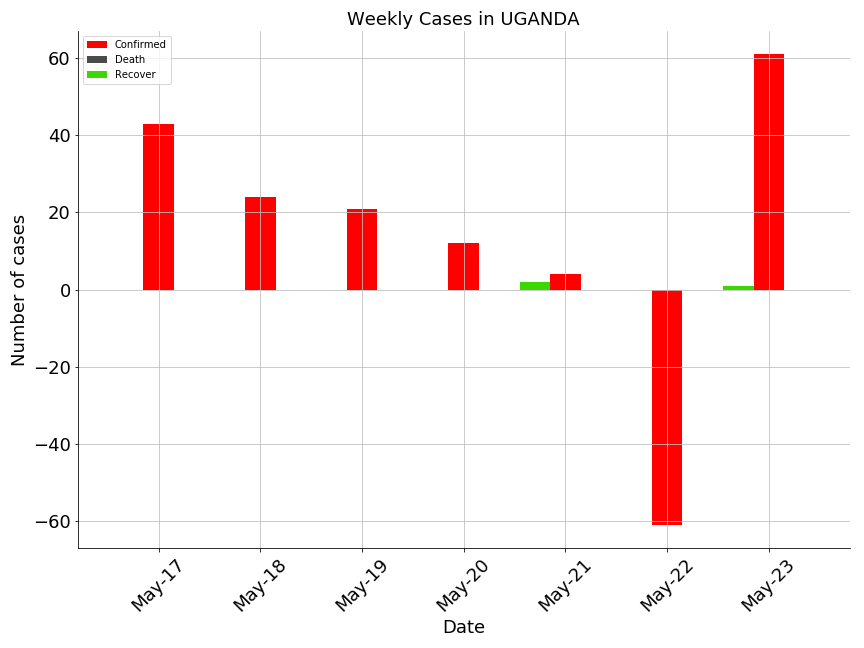 Weekly Cases in UGANDA
Confirmed
Death
Recover
60
40
20
0
−20
−40
−60
Number of cases
May-17
May-18
May-19
May-20
May-21
May-22
May-23
Date